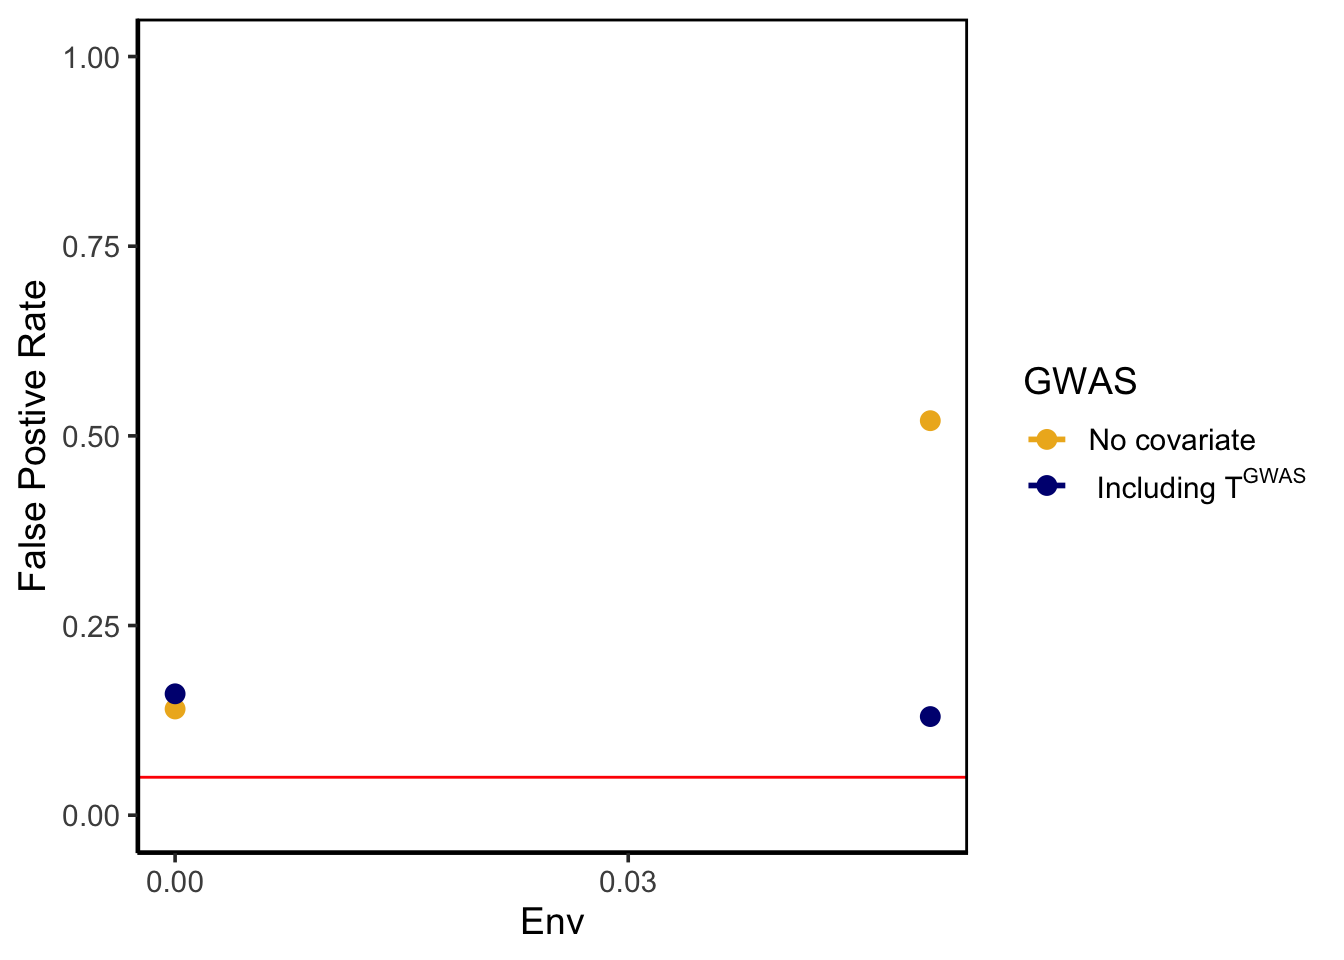 1.00
0.75
0.50
0.25
0.00
False Postive Rate
0.00
0.03
Env
GWAS
No covariate
Including T^GWAS